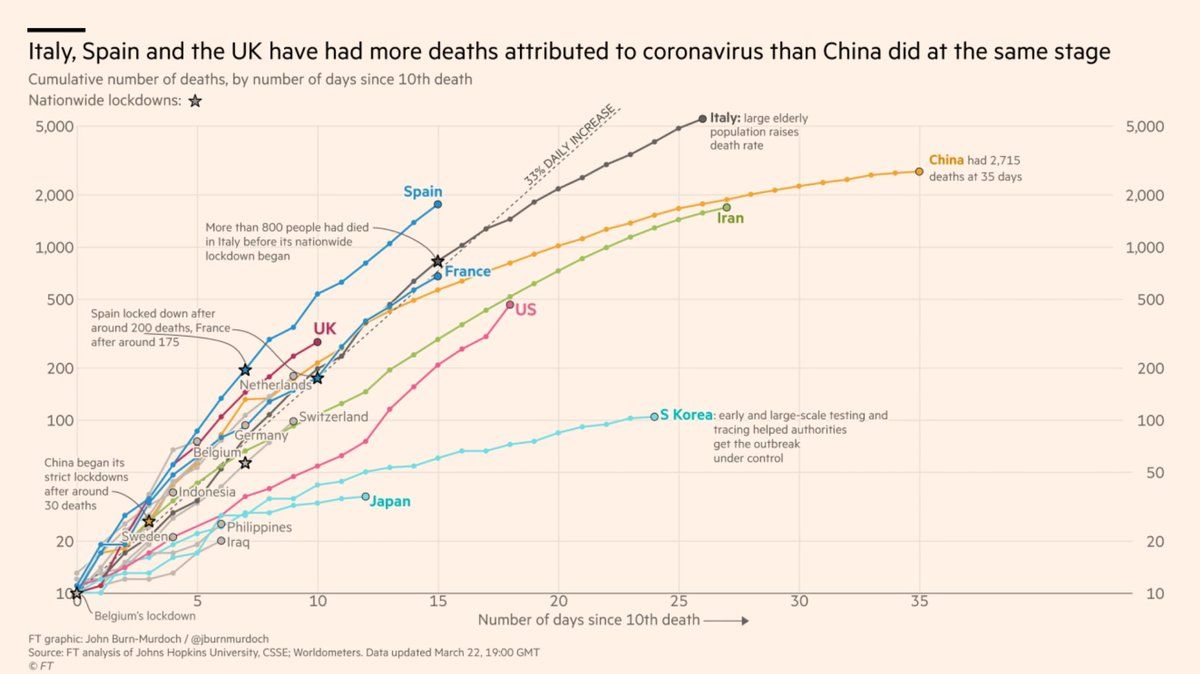 Italy, Spain and the UK have had more deaths attributed to coronavirus than China did at the same stage
Cumulative number of deaths, by number of days since 10th death
Nationwide lockdowns:
33% DAILY INCREASE
5,000
2,000
1,000
500
200
100
50
20
10
5,000
2,000
1,000
500
200
100
50
20
10
Italy: large elderly
population raises
death rate
China had 2,715
deaths at 35 days
Spain
Iran
More than 800 people had died
in Italy before its nationwide
lockdown began
France
US
Spain locked down after
around 200 deaths, France
after around 175
UK
Netherlands
Switzerland
Germany
Belgium
S Korea: early and large-scale testing and
tracing helped authorities
get the outbreak
under control
China began its
strict lockdowns
after around
30 deaths
Indonesia
Japan
Sweden
Philippines
Iraq
0
5
10
15
20
25
30
35
Belgium's lockdown
Number of days since 10th death
FT graphic: John Burn-Murdoch / @jburnmurdoch
Source: FT analysis of Johns Hopkins University, CSSE; Worldometers. Data updated March 22, 19:00 GMT
© FT